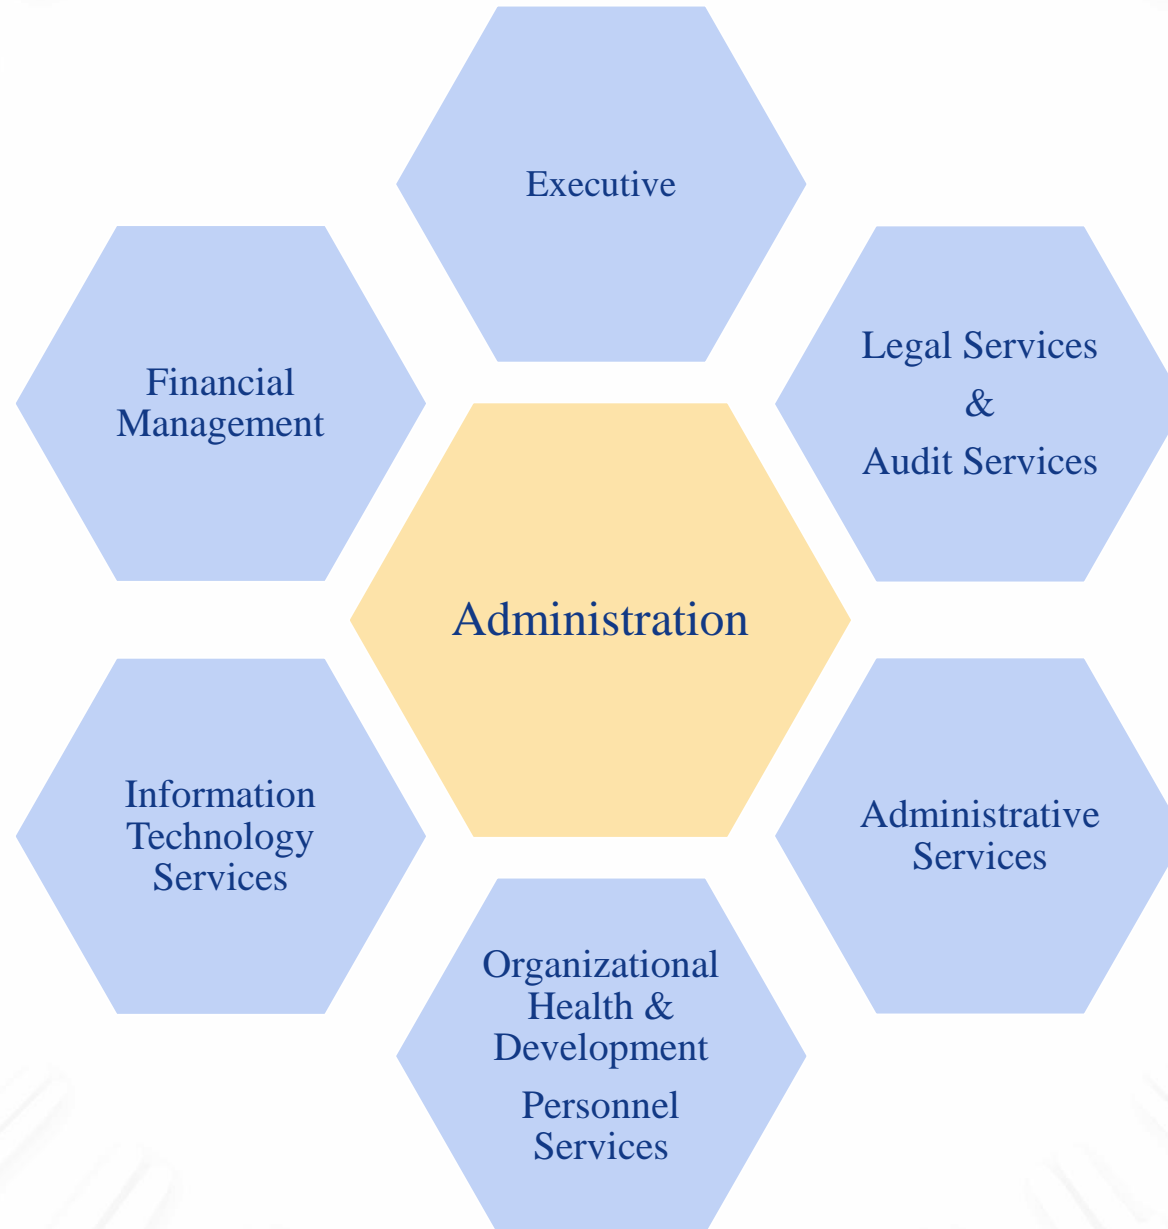 Executive
Legal Services
&
Audit Services
Financial
Management
Administration
Information
Technology
Services
Administrative
Services
Organizational
Health &
Development
Personnel
Services